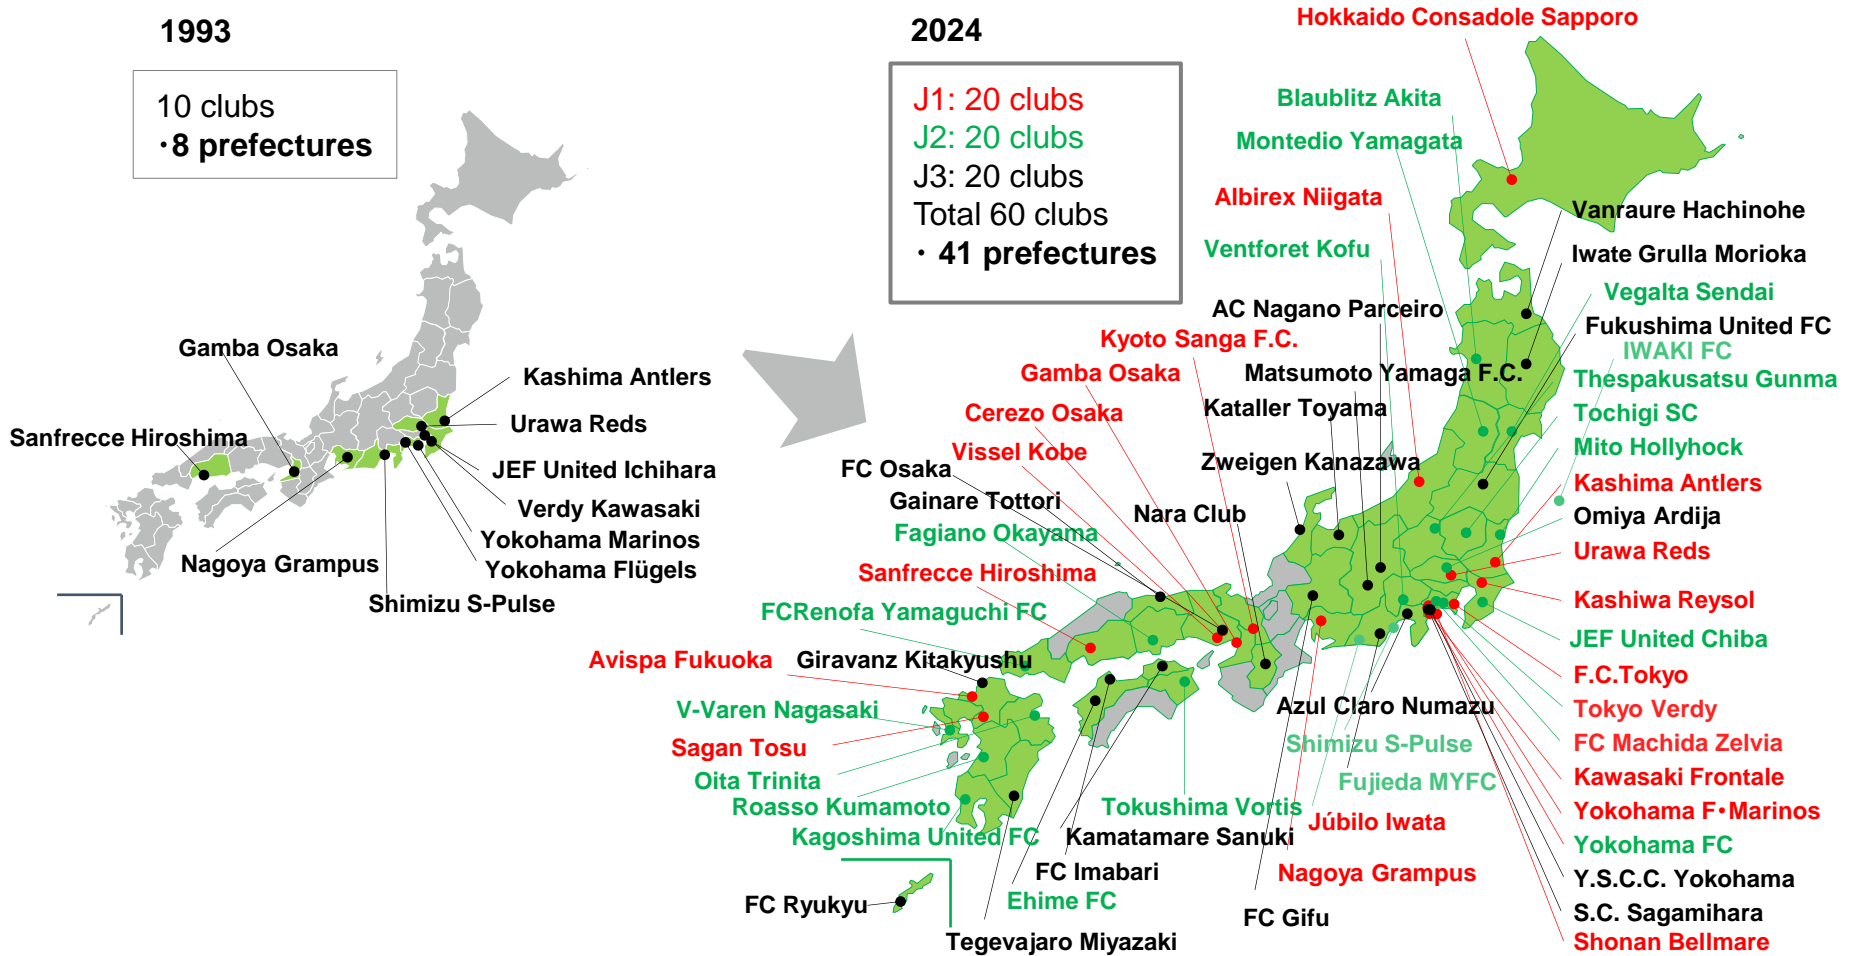 1993
10 clubs
・8 prefectures
Gamba Osaka
Kashima Antlers
Urawa Reds
Sanfrecce Hiroshima
JEF United Ichihara
Verdy Kawasaki
Yokohama Marinos
Nagoya Grampus
Yokohama Flügels
Shimizu S-Pulse
2024
J1: 20 clubs
J2: 20 clubs
J3: 20 clubs
Total 60 clubs
・ 41 prefectures
Hokkaido Consadole Sapporo
Blaublitz Akita
Montedio Yamagata
Albirex Niigata
Vanraure Hachinohe
Ventforet Kofu
Iwate Grulla Morioka
Vegalta Sendai
AC Nagano Parceiro
Fukushima United FC
Kyoto Sanga F.C.
IWAKI FC
Gamba Osaka
Matsumoto Yamaga F.C.
Thespakusatsu Gunma
Cerezo Osaka
Kataller Toyama
Tochigi SC
Mito Hollyhock
Vissel Kobe
FC Osaka
Zweigen Kanazawa
Kashima Antlers
Gainare Tottori
Nara Club
Omiya Ardija
Fagiano Okayama
Urawa Reds
Sanfrecce Hiroshima
Kashiwa Reysol
FCRenofa Yamaguchi FC
JEF United Chiba
Avispa Fukuoka
Giravanz Kitakyushu
F.C.Tokyo
V-Varen Nagasaki
Azul Claro Numazu
Tokyo Verdy
Sagan Tosu
Shimizu S-Pulse
FC Machida Zelvia
Oita Trinita
Fujieda MYFC
Kawasaki Frontale
Roasso Kumamoto
Tokushima Vortis
Júbilo Iwata
Yokohama F・Marinos
Kagoshima United FC
Kamatamare Sanuki
Yokohama FC
FC Imabari
Nagoya Grampus
Y.S.C.C. Yokohama
FC Ryukyu
Ehime FC
FC Gifu
S.C. Sagamihara
Tegevajaro Miyazaki
Shonan Bellmare